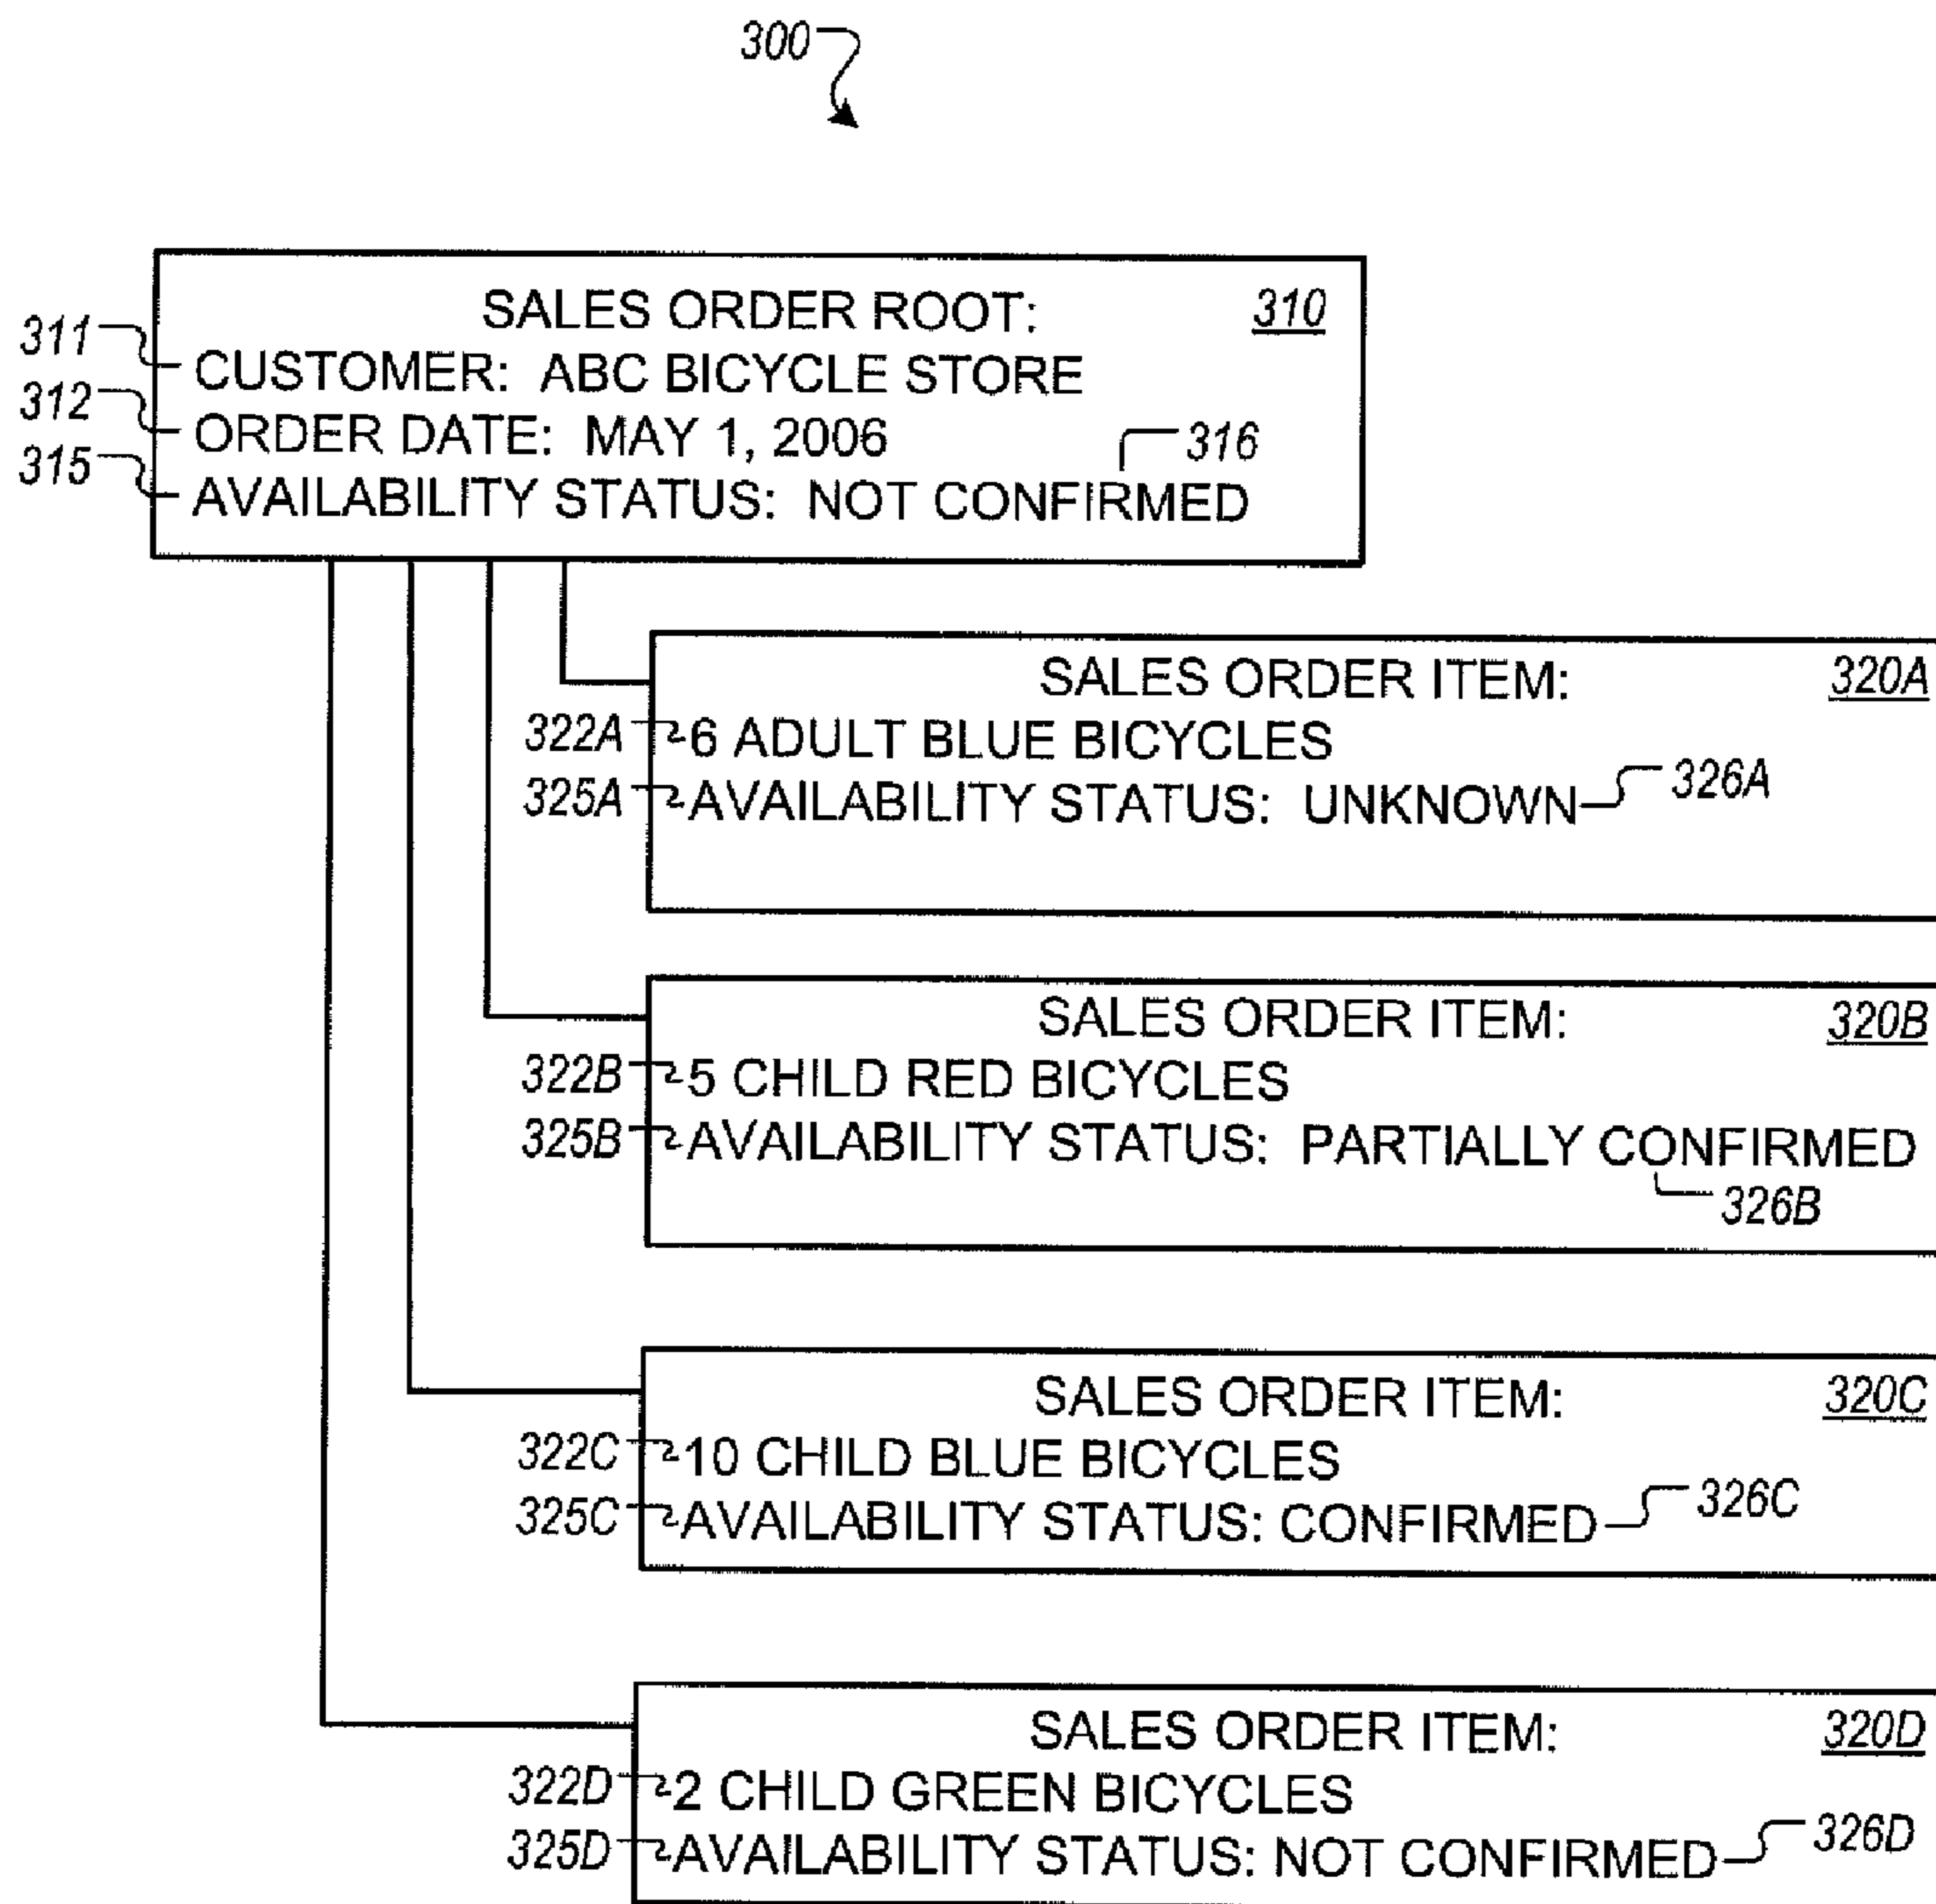 300
SALES ORDER ROOT: 310
311 CUSTOMER: ABC BICYCLE STORE
312 ORDER DATE: MAY 1, 2006 316
315 AVAILABILITY STATUS: NOT CONFIRMED
SALES ORDER ITEM: 320A
322A 6 ADULT BLUE BICYCLES
325A AVAILABILITY STATUS: UNKNOWN 326A
SALES ORDER ITEM: 320B
322B 5 CHILD RED BICYCLES
325B AVAILABILITY STATUS: PARTIALLY CONFIRMED
326B
SALES ORDER ITEM: 320C
322C 10 CHILD BLUE BICYCLES
325C AVAILABILITY STATUS: CONFIRMED 326C
SALES ORDER ITEM: 320D
322D 2 CHILD GREEN BICYCLES
325D AVAILABILITY STATUS: NOT CONFIRMED 326D